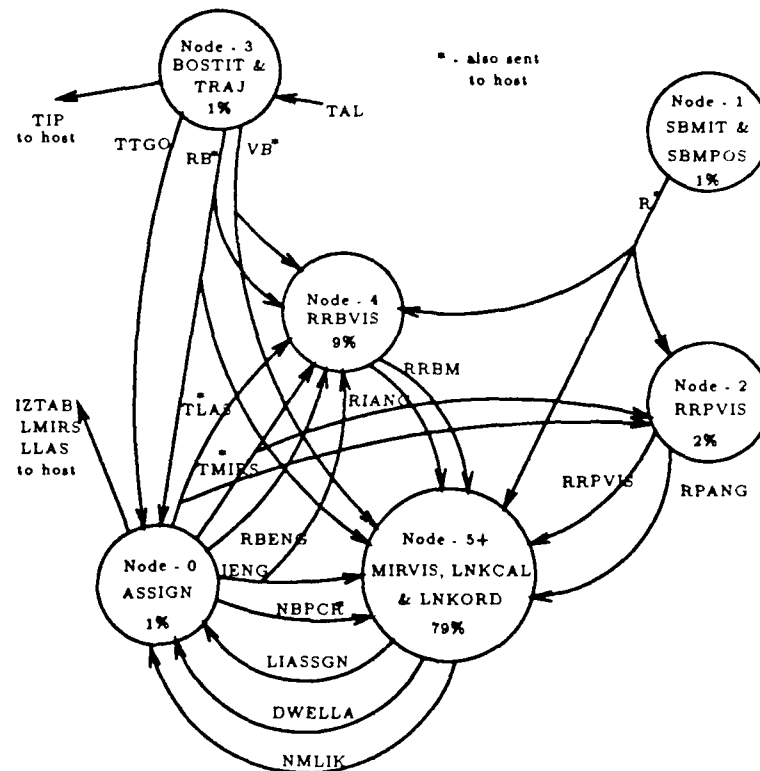 Node - 3
BOSTIT &
TRAJ
1%
* - also sent
to host
TIP
to host
TAL
TTGO
RB*
VB*
Node - 1
SBMIT &
SBMPOS
1%
R*
Node - 4
RRBVIS
9%
RRBM
RIANG
Node - 2
RRPVIS
2%
IZTAB
LMIRS
LLAS
to host
TLAS*
TMIRS*
RRPVIS
RPANG
RBENG
IENG
NBPCR*
Node - 0
ASSIGN
1%
Node - 5+
MIRVIS, LNKCAL
& LNKORD
79%
LIASSGN
DWELLA
NMLIK